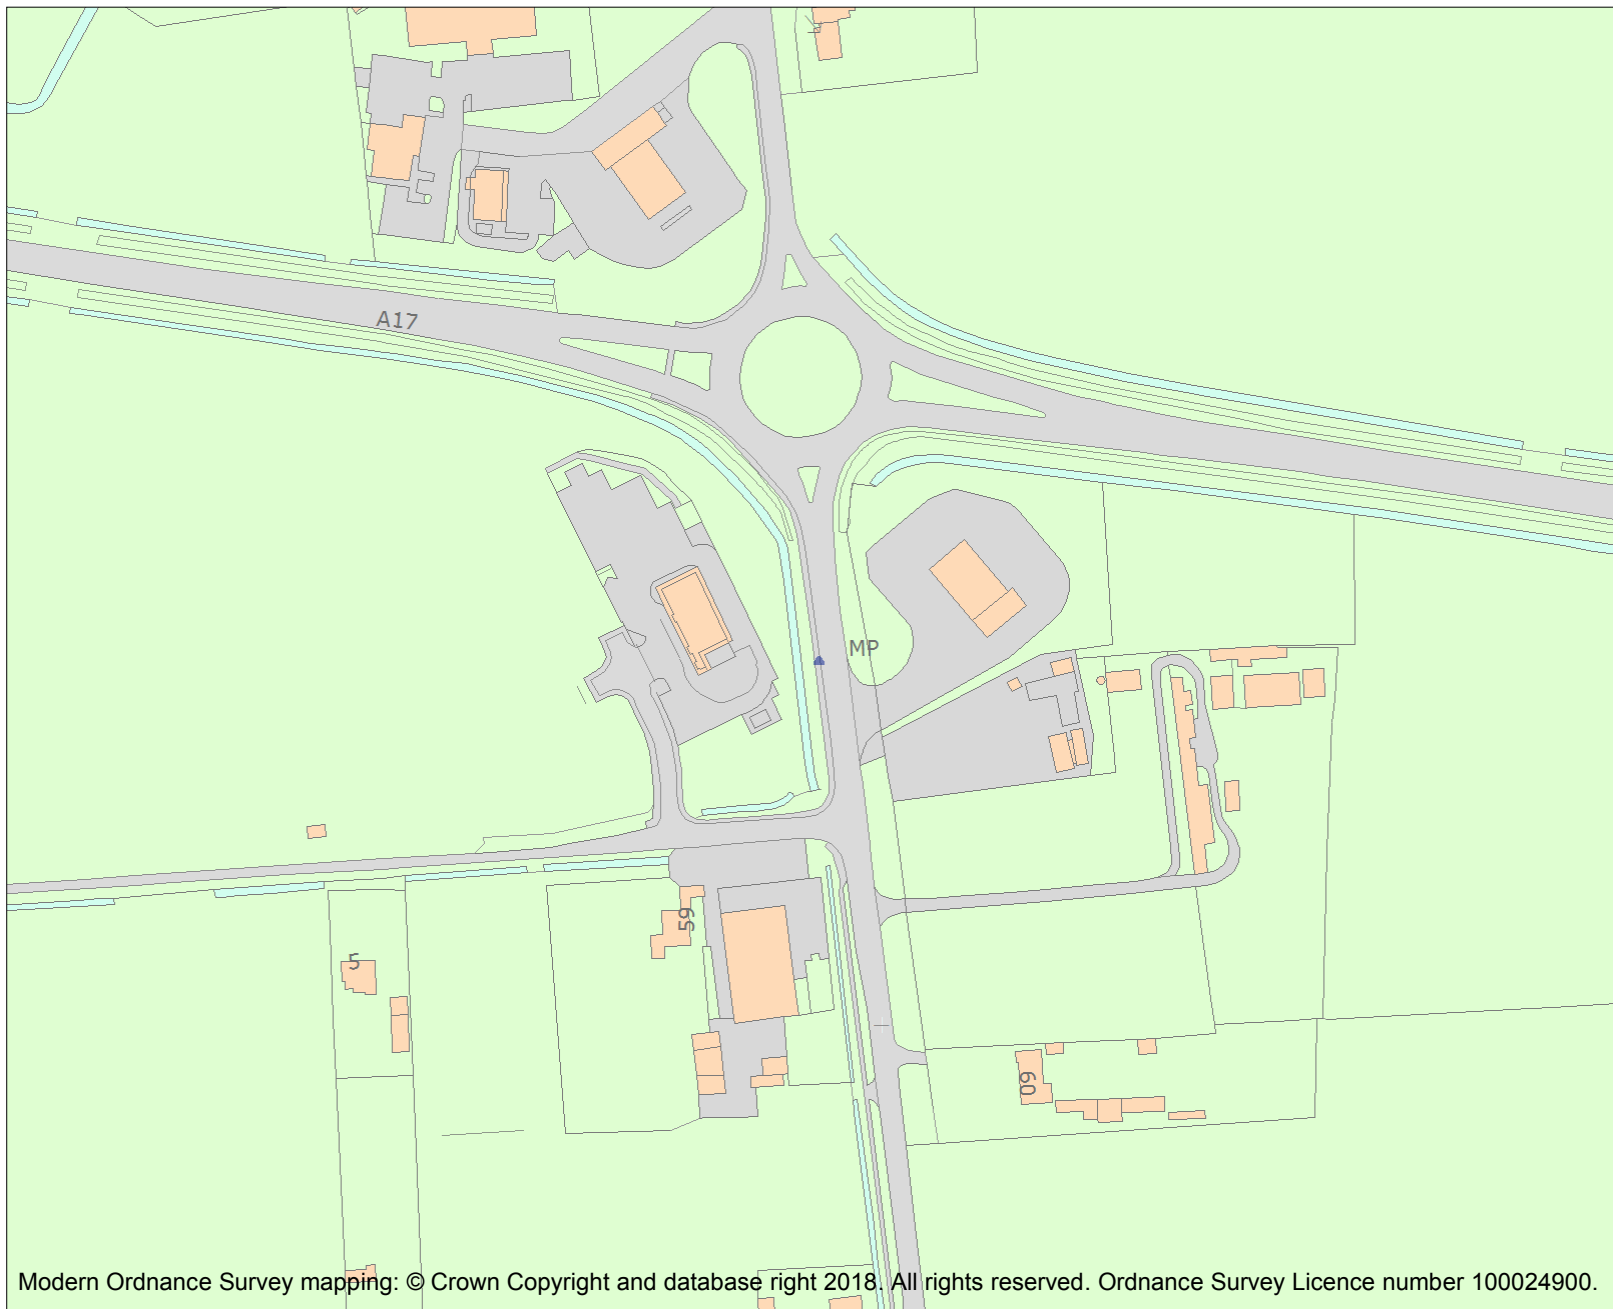 A17
MP
59
5
60
Modern Ordnance Survey mapping: © Crown Copyright and database right 2018. All rights reserved. Ordnance Survey Licence number 100024900.